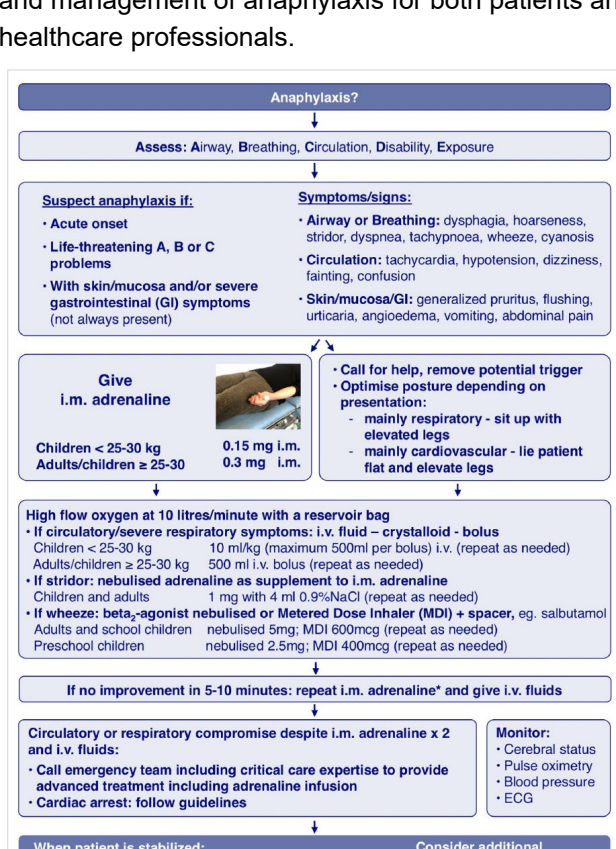 and management of anaphylaxis for both patients an
healthcare professionals.
Anaphylaxis?
Assess: Airway, Breathing, Circulation, Disability, Exposure
Suspect anaphylaxis if:
• Acute onset
• Life-threatening A, B or C
problems
• With skin/mucosa and/or severe
gastrointestinal (GI) symptoms
(not always present)
Symptoms/signs:
• Airway or Breathing: dysphagia, hoarseness,
stridor, dyspnea, tachypnoea, wheeze, cyanosis
• Circulation: tachycardia, hypotension, dizziness,
fainting, confusion
• Skin/mucosa/GI: generalized pruritus, flushing,
urticaria, angioedema, vomiting, abdominal pain
Give
i.m. adrenaline
Children < 25-30 kg 0.15 mg i.m.
Adults/children ≥ 25-30 0.3 mg i.m.
• Call for help, remove potential trigger
• Optimise posture depending on
presentation:
- mainly respiratory - sit up with
elevated legs
- mainly cardiovascular - lie patient
flat and elevate legs
High flow oxygen at 10 litres/minute with a reservoir bag
• If circulatory/severe respiratory symptoms: i.v. fluid – crystalloid - bolus
Children < 25-30 kg 10 ml/kg (maximum 500ml per bolus) i.v. (repeat as needed)
Adults/children ≥ 25-30 kg 500 ml i.v. bolus (repeat as needed)
• If stridor: nebulised adrenaline as supplement to i.m. adrenaline
Children and adults 1 mg with 4 ml 0.9%NaCl (repeat as needed)
• If wheeze: beta₂-agonist nebulised or Metered Dose Inhaler (MDI) + spacer, eg. salbutamol
Adults and school children nebulised 5mg; MDI 600mcg (repeat as needed)
Preschool children nebulised 2.5mg; MDI 400mcg (repeat as needed)
If no improvement in 5-10 minutes: repeat i.m. adrenaline* and give i.v. fluids
Circulatory or respiratory compromise despite i.m. adrenaline x 2
and i.v. fluids:
• Call emergency team including critical care expertise to provide
advanced treatment including adrenaline infusion
• Cardiac arrest: follow guidelines
Monitor:
• Cerebral status
• Pulse oximetry
• Blood pressure
• ECG
When patient is stabilized:
Consider additional